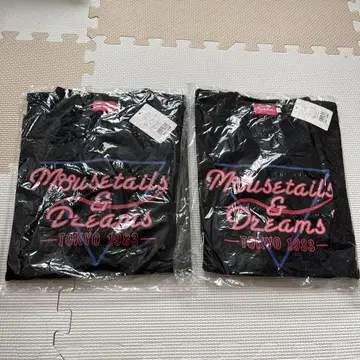 Mousetails
&
Dreams
TOKYO 1983
Mousetails
&
Dreams
TOKYO 1983